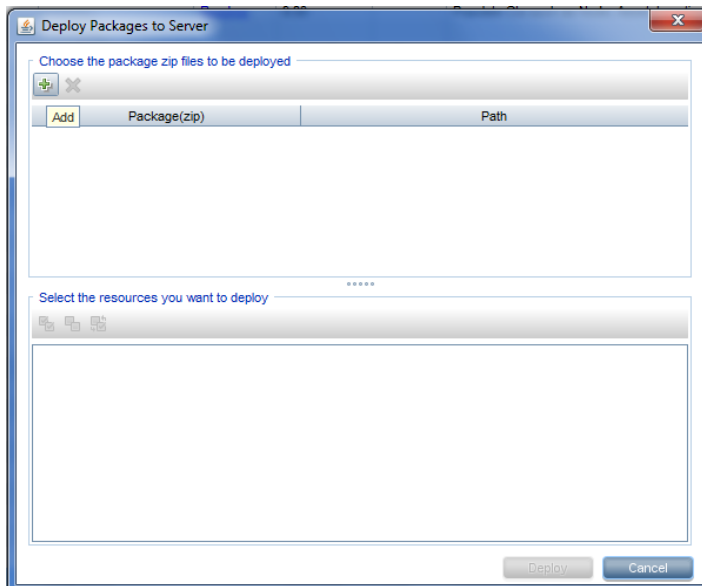 Deploy Packages to Server
Choose the package zip files to be deployed
Add
Package(zip) Path
Select the resources you want to deploy
Deploy Cancel